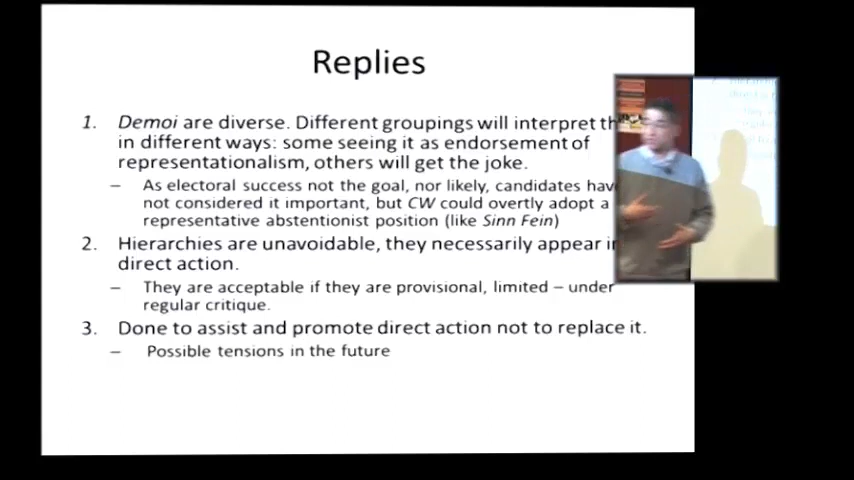 Replies
1. Demoi are diverse. Different groupings will interpret
in different ways: some seeing it as endorsement of
representationalism, others will get the joke.
– As electoral success not the goal, nor likely, candidates
not considered it important, but CW could overtly adopt a
representative abstentionist position (like Sinn Fein)
2. Hierarchies are unavoidable, they necessarily appear
direct action.
– They are acceptable if they are provisional, limited – under
regular critique.
3. Done to assist and promote direct action not to replace it.
– Possible tensions in the future